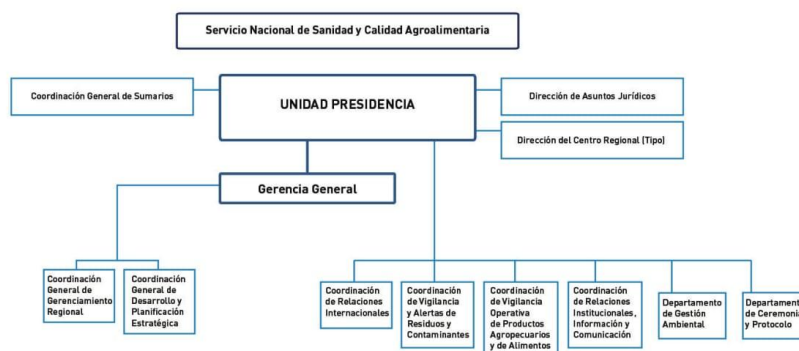 Servicio Nacional de Sanidad y Calidad Agroalimentaria
Coordinación General de Sumarios
UNIDAD PRESIDENCIA
Dirección de Asuntos Jurídicos
Dirección del Centro Regional (Tipo)
Gerencia General
Coordinación
General de
Gerenciamiento
Regional
Coordinación
General de
Desarrollo y
Planificación
Estratégica
Coordinación
de Relaciones
Internacionales
Coordinación
de Vigilancia
y Alertas de
Residuos y
Contaminantes
Coordinación
de Vigilancia
Operativa
de Productos
Agropecuarios
y de Alimentos
Coordinación
de Relaciones
Institucionales,
Información y
Comunicación
Departamento
de Gestión
Ambiental
Departament
de Ceremonia
y Protocolo